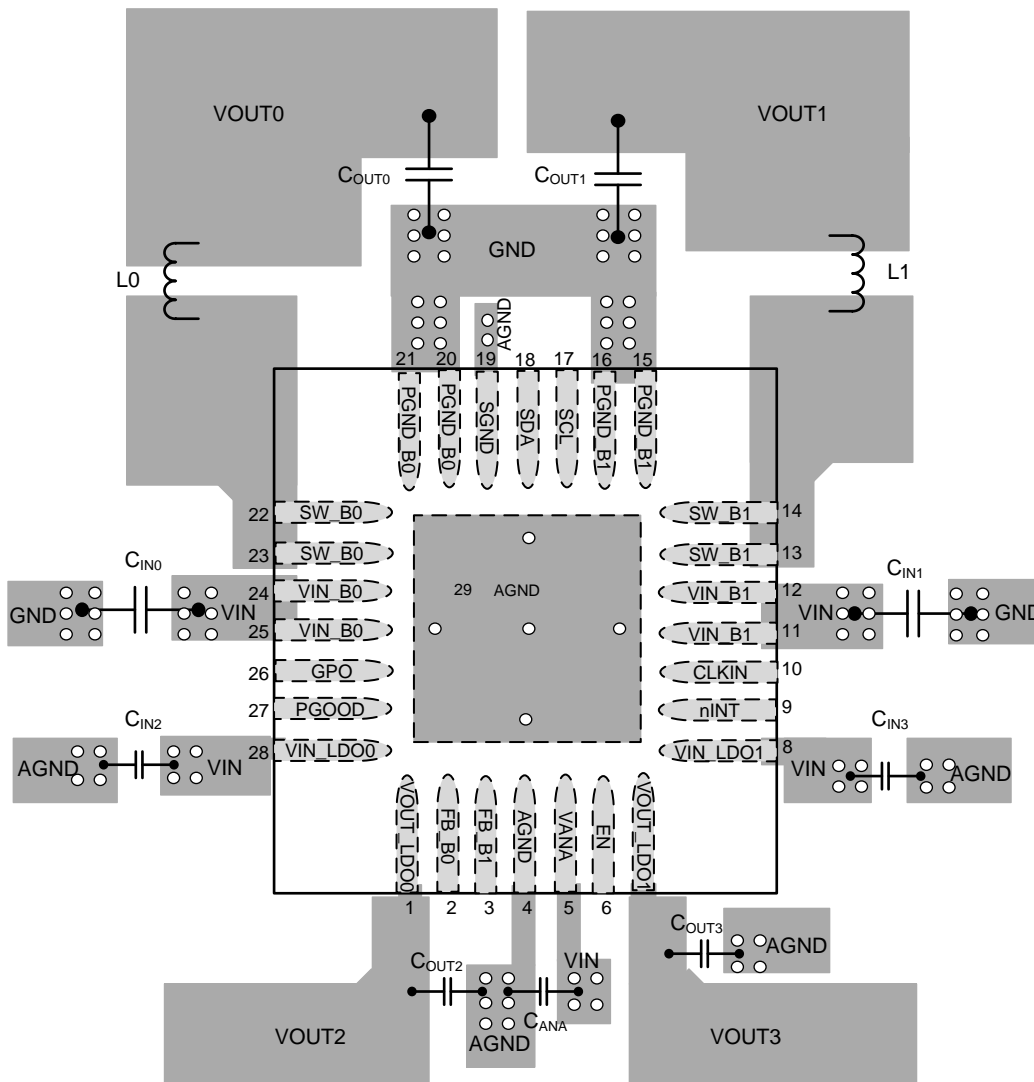 VOUT0
VOUT1
COUT0
COUT1
GND
L0
L1
AGND
21
20
19
18
17
16
15
PGND_B0
PGND_B0
SGND
SDA
SCL
PGND_B1
PGND_B1
22
SW_B0
SW_B1
14
23
SW_B0
SW_B1
13
CIN0
CIN1
24
VIN_B0
VIN_B1
12
GND
VIN
29
AGND
VIN
GND
25
VIN_B0
VIN_B1
11
26
GPO
CLKIN
10
27
PGOOD
nINT
9
CIN2
CIN3
28
VIN_LDO0
VIN_LDO1
8
AGND
VIN
VIN
AGND
VOUT_LDO0
FB_B0
FB_B1
AGND
VANA
EN
VOUT_LDO1
1
2
3
4
5
6
COUT3
AGND
COUT2
VIN
CANA
VOUT2
AGND
VOUT3